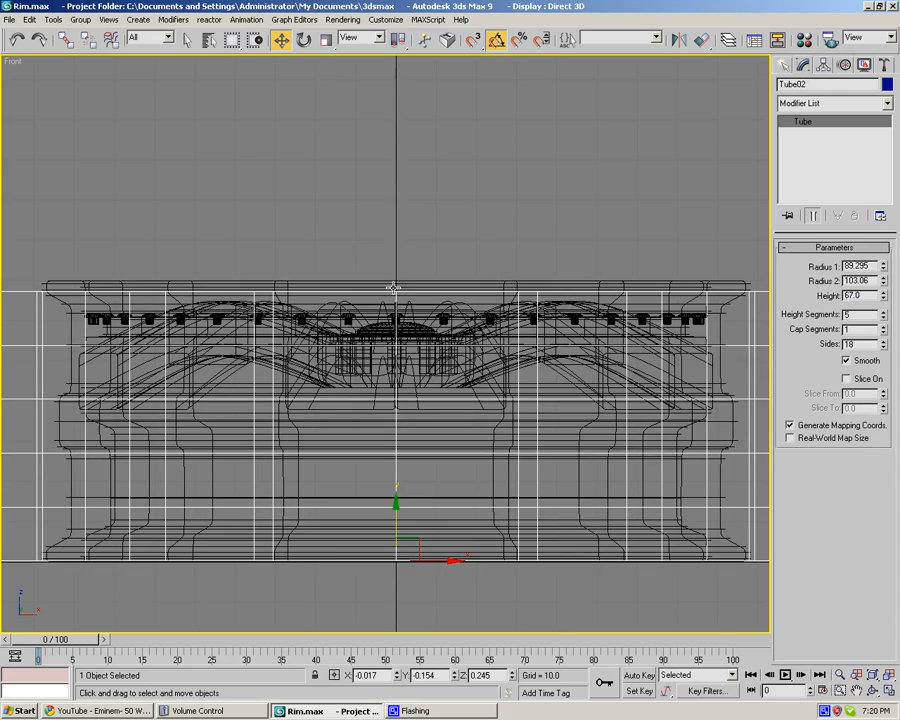 Rim.max - Project Folder: C:\Documents and Settings\Administrator\My Documents\3dsmax - Autodesk 3ds Max 9 - Display : Direct 3D
File Edit Tools Group Views Create Modifiers reactor Animation Graph Editors Rendering Customize MAXScript Help
All View View
Front
Tube02
Modifier List
Tube
Parameters
Radius 1: 89.295
Radius 2: 103.06
Height: 67.0
Height Segments: 5
Cap Segments: 1
Sides: 18
Smooth
Slice On
Slice From: 0.0
Slice To: 0.0
Generate Mapping Coords.
Real-World Map Size
z
x
0 / 100
0 5 10 15 20 25 30 35 40 45 50 55 60 65 70 75 80 85 90 95 100
1 Object Selected X: -0.017 Y: -0.154 Z: 0.245 Grid = 10.0 Auto Key Selected
Click and drag to select and move objects Add Time Tag Set Key Key Filters... 0
Start YouTube - Eminem- 50 W... Volume Control Rim.max - Project ... Flashing 7:20 PM